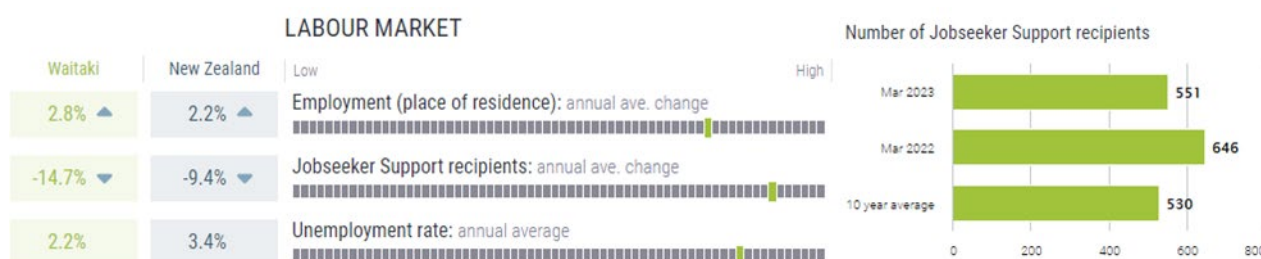 LABOUR MARKET
Waitaki
New Zealand
Low
High
2.8%
2.2%
Employment (place of residence): annual ave. change
-14.7%
-9.4%
Jobseeker Support recipients: annual ave. change
2.2%
3.4%
Unemployment rate: annual average
Number of Jobseeker Support recipients
Mar 2023
551
Mar 2022
646
10 year average
530
0 200 400 600 800